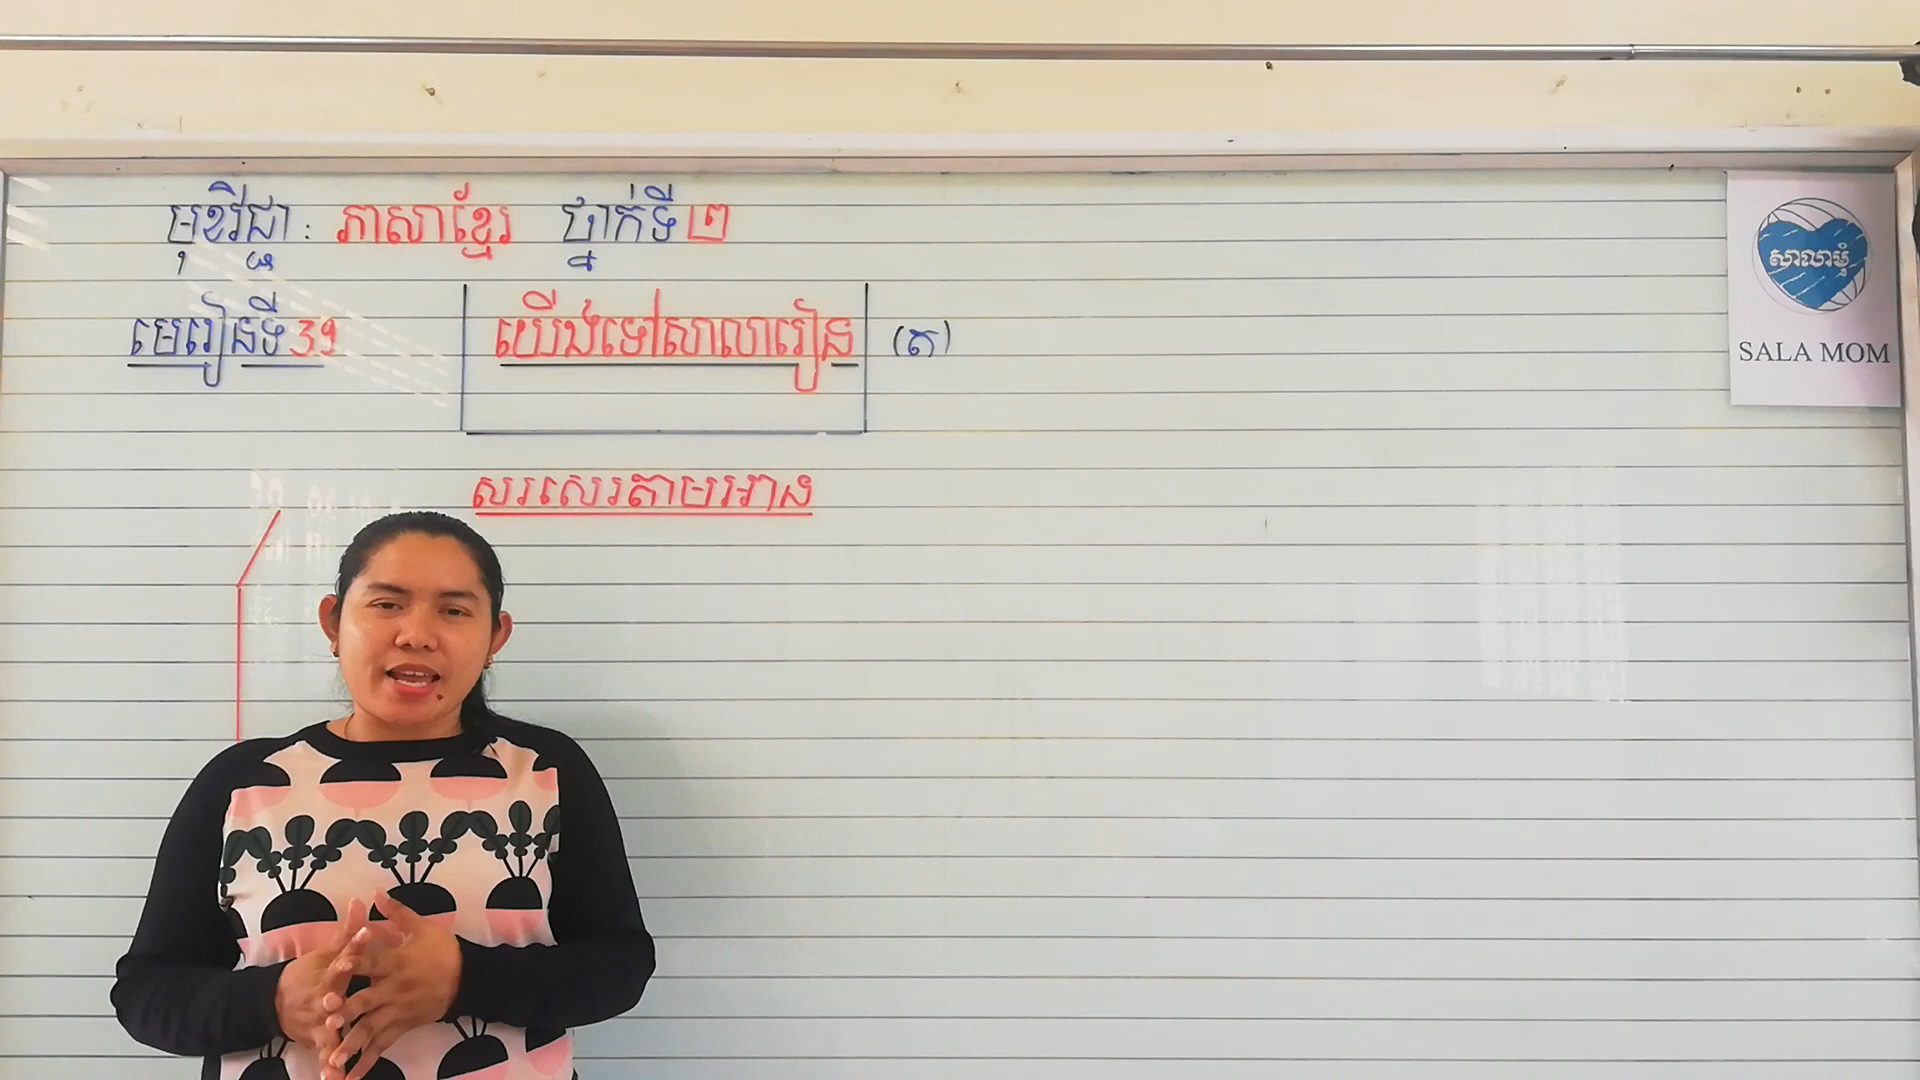 មុខវិជ្ជា : ភាសាខ្មែរ ថ្នាក់ទី២
មេរៀនទី39 យើងទៅសាលារៀន (ត)
សរសេរតាមអាន
សាលាមុំ
SALA MOM